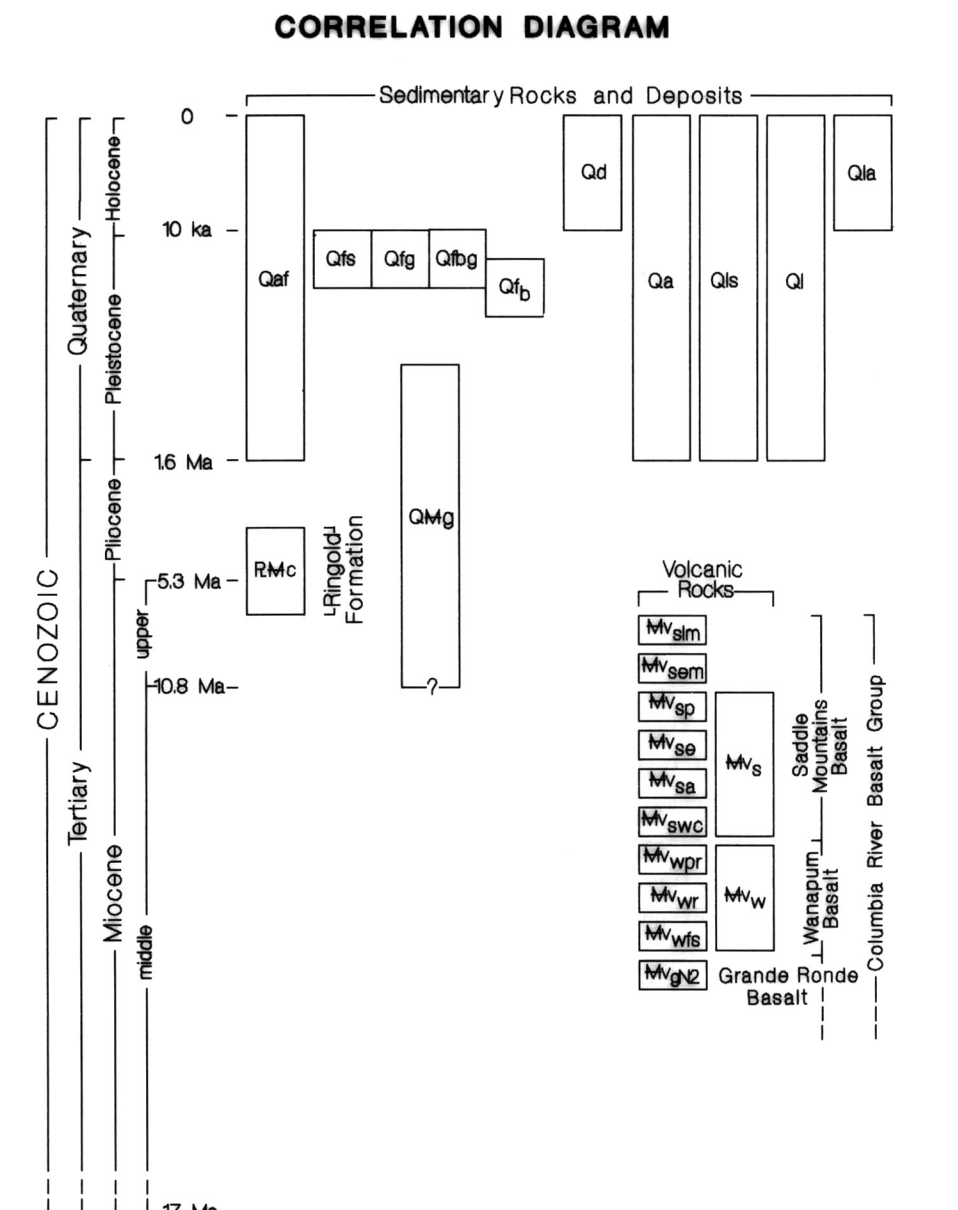 CORRELATION DIAGRAM
Sedimentary Rocks and Deposits
0
Holocene
Qd
Qla
10 ka
Quaternary
Qaf
Qfs
Qfg
Qfbg
Qfb
Qa
Qls
Ql
Pleistocene
1.6 Ma
Pliocene
QMg
Ringold
Formation
PMc
5.3 Ma
Volcanic
Rocks
CENOZOIC
upper
Mvslm
Mvsem
10.8 Ma
?
Mvsp
Mvse
Mvsa
Mvswc
Mvs
Saddle
Mountains
Basalt
Columbia River Basalt Group
Tertiary
Miocene
middle
Mvwpr
Mvwr
Mvwfs
Mvw
Wanapum
Basalt
MvgN2
Grande Ronde
Basalt
17 Ma